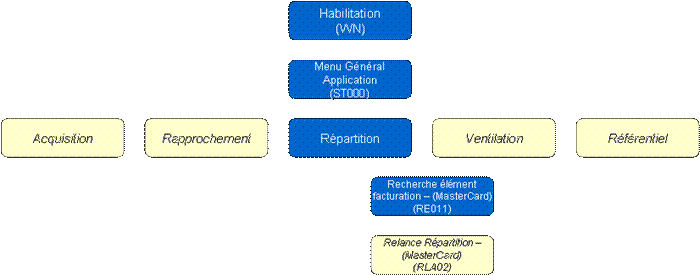 Habilitation
(VVN)
Menu Général
Application
(ST000)
Acquisition
Rapprochement
Répartition
Ventilation
Référentiel
Recherche élément
facturation – (MasterCard)
(RE011)
Relance Répartition –
(MasterCard)
(RLA02)